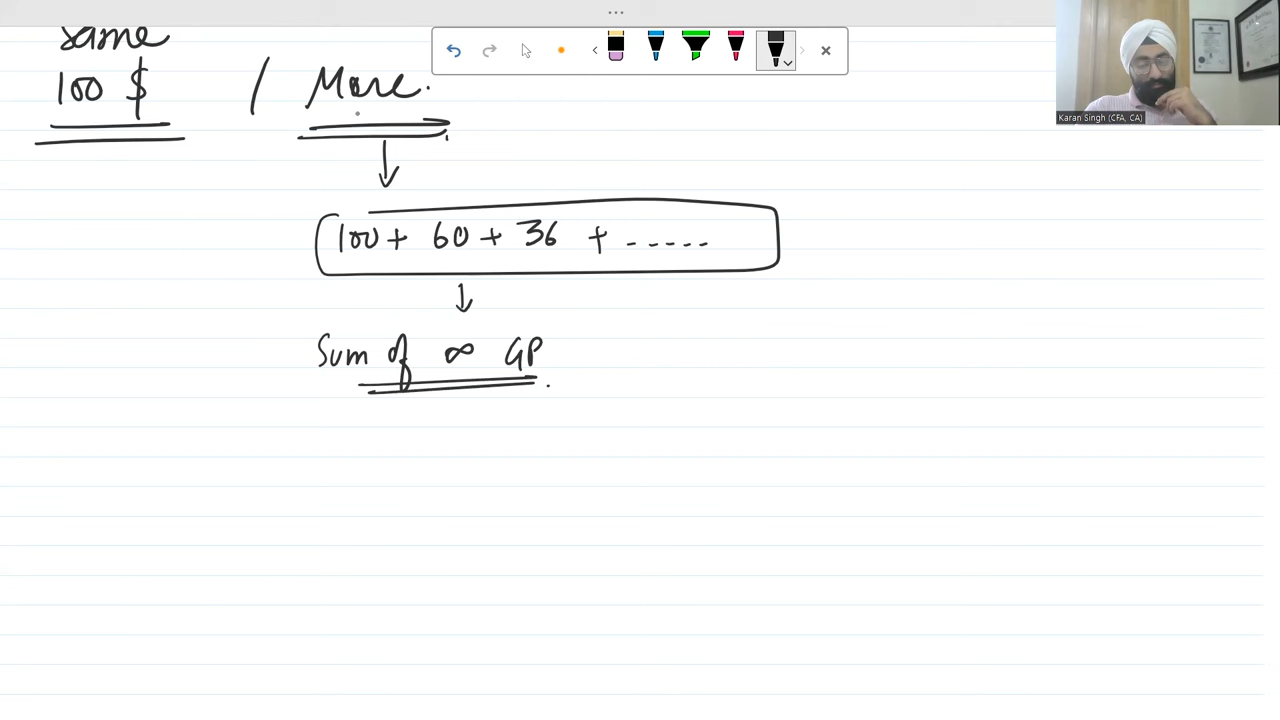 same
100 $ / More.
100 + 60 + 36 + -----
Sum of ∞ GP
Karan Singh (CFA, CA)